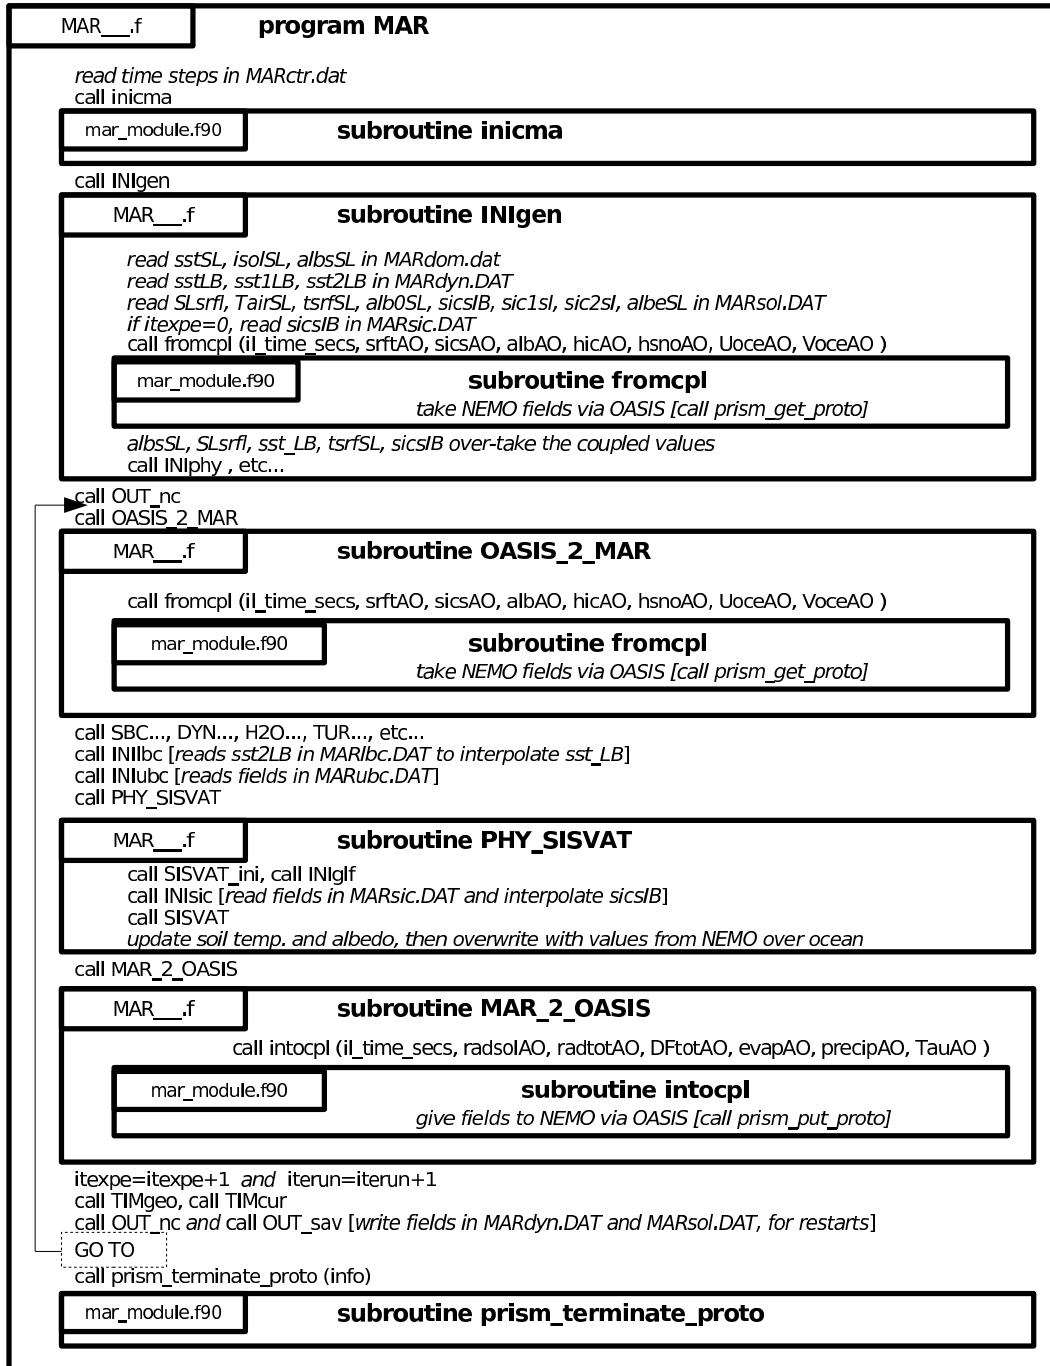 MAR___.f program MAR
read time steps in MARctr.dat
call inicma
mar_module.f90 subroutine inicma
call INIgen
MAR___.f subroutine INIgen
read sstSL, isolSL, albsSL in MARdom.dat
read sstLB, sst1LB, sst2LB in MARdyn.DAT
read SLsrfl, TairSL, tsrfSL, alb0SL, sicsIB, sic1sI, sic2sI, albeSL in MARsol.DAT
if itexpe=0, read sicsIB in MARsic.DAT
call fromcpl (il_time_secs, srftAO, sicsAO, albAO, hicAO, hsnoAO, UoceAO, VoceAO )
mar_module.f90 subroutine fromcpl
take NEMO fields via OASIS [call prism_get_proto]
albsSL, SLsrfl, sst_LB, tsrfSL, sicsIB over-take the coupled values
call INIphy , etc...
call OUT_nc
call OASIS_2_MAR
MAR___.f subroutine OASIS_2_MAR
call fromcpl (il_time_secs, srftAO, sicsAO, albAO, hicAO, hsnoAO, UoceAO, VoceAO )
mar_module.f90 subroutine fromcpl
take NEMO fields via OASIS [call prism_get_proto]
call SBC..., DYN..., H2O..., TUR..., etc...
call INIlbc [reads sst2LB in MARlbc.DAT to interpolate sst_LB]
call INIubc [reads fields in MARubc.DAT]
call PHY_SISVAT
MAR___.f subroutine PHY_SISVAT
call SISVAT_ini, call INIglf
call INIsic [read fields in MARsic.DAT and interpolate sicsIB]
call SISVAT
update soil temp. and albedo, then overwrite with values from NEMO over ocean
call MAR_2_OASIS
MAR___.f subroutine MAR_2_OASIS
call intocpl (il_time_secs, radsolAO, radtotAO, DFtotAO, evapAO, precipAO, TauAO )
mar_module.f90 subroutine intocpl
give fields to NEMO via OASIS [call prism_put_proto]
itexpe=itexpe+1 and iterun=iterun+1
call TIMgeo, call TIMcur
call OUT_nc and call OUT_sav [write fields in MARdyn.DAT and MARsol.DAT, for restarts]
GO TO
call prism_terminate_proto (info)
mar_module.f90 subroutine prism_terminate_proto